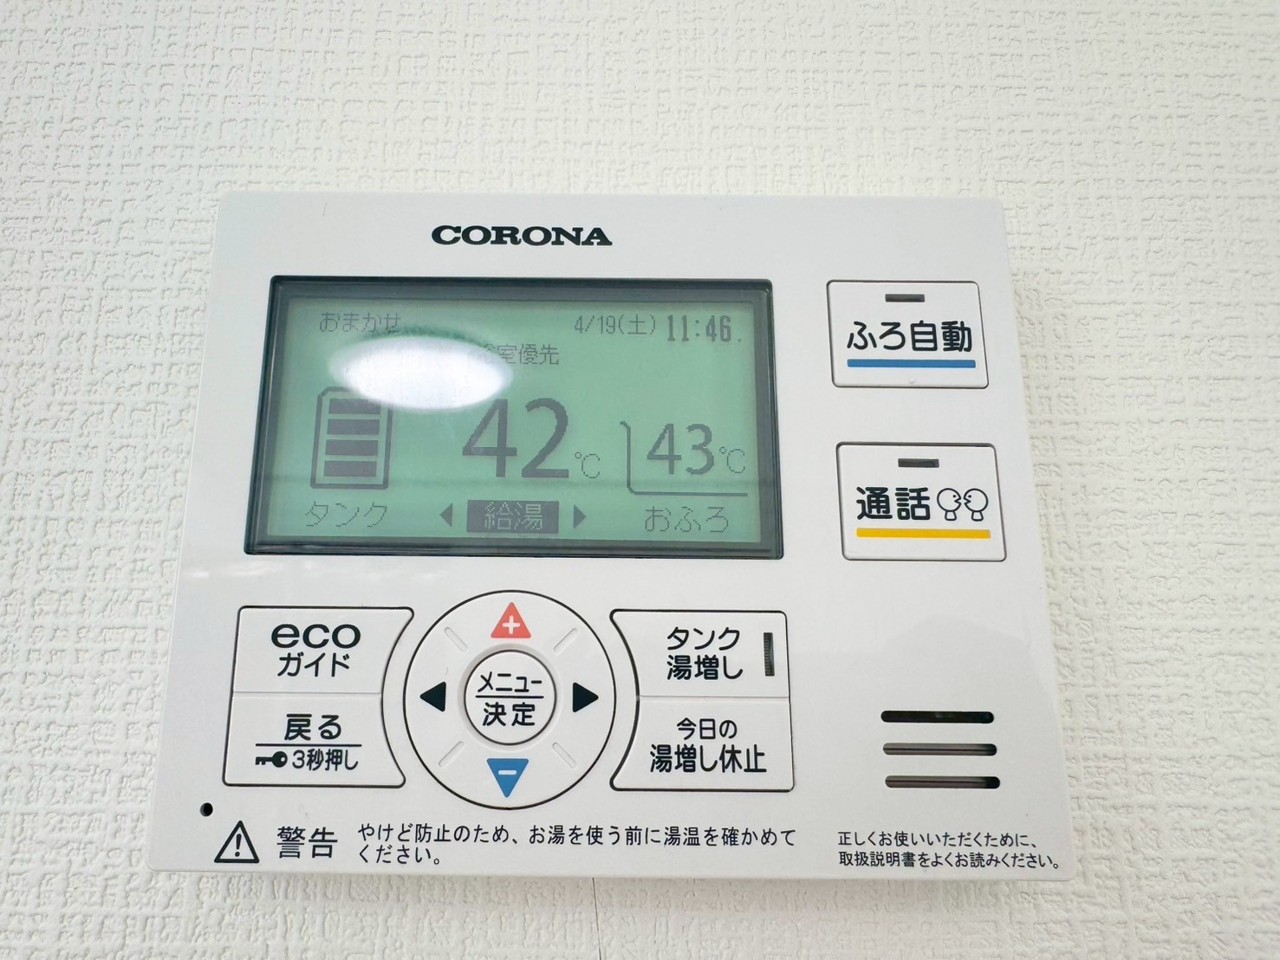 CORONA
おまかせ 4/19(土) 11:46
室優先
42℃ 43℃
タンク 給湯 おふろ
ふろ自動
通話
eco
ガイド
戻る
3秒押し
+
メニュー
決定
−
タンク
湯増し
今日の
湯増し休止
警告 やけど防止のため、お湯を使う前に湯温を確かめて
ください。
正しくお使いいただくために、
取扱説明書をよくお読みください。